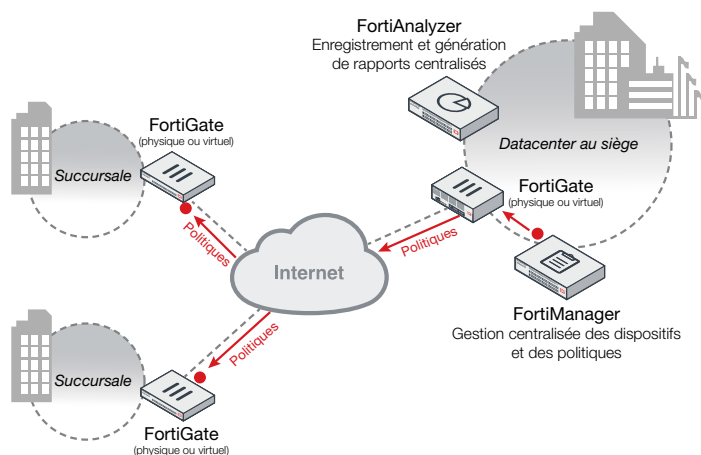 FortiAnalyzer
Enregistrement et génération
de rapports centralisés
FortiGate
(physique ou virtuel)
Succursale
Datacenter au siège
FortiGate
(physique ou virtuel)
Politiques
Politiques
Internet
FortiManager
Gestion centralisée des dispositifs
et des politiques
Politiques
Succursale
FortiGate
(physique ou virtuel)